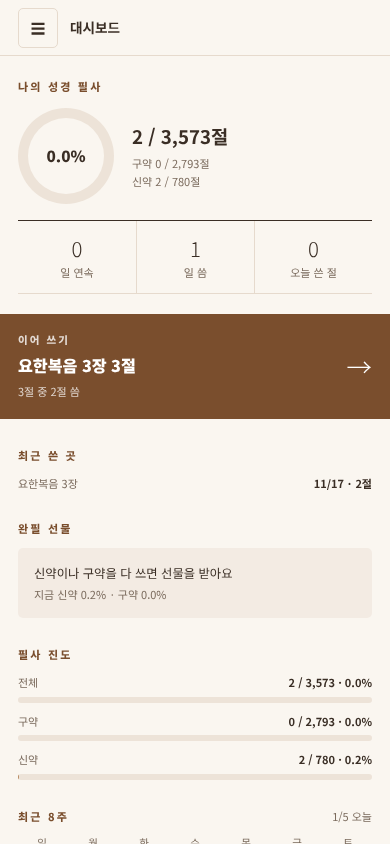 대시보드
나의 성경 필사
0.0%
2 / 3,573절
구약 0 / 2,793절
신약 2 / 780절
0
일 연속
1
일 씀
0
오늘 쓴 절
이어 쓰기
요한복음 3장 3절
3절 중 2절 씀
최근 쓴 곳
요한복음 3장 11/17 · 2절
완필 선물
신약이나 구약을 다 쓰면 선물을 받아요
지금 신약 0.2% · 구약 0.0%
필사 진도
전체 2 / 3,573 · 0.0%
구약 0 / 2,793 · 0.0%
신약 2 / 780 · 0.2%
최근 8주 1/5 오늘
일 월 화 수 목 금 토